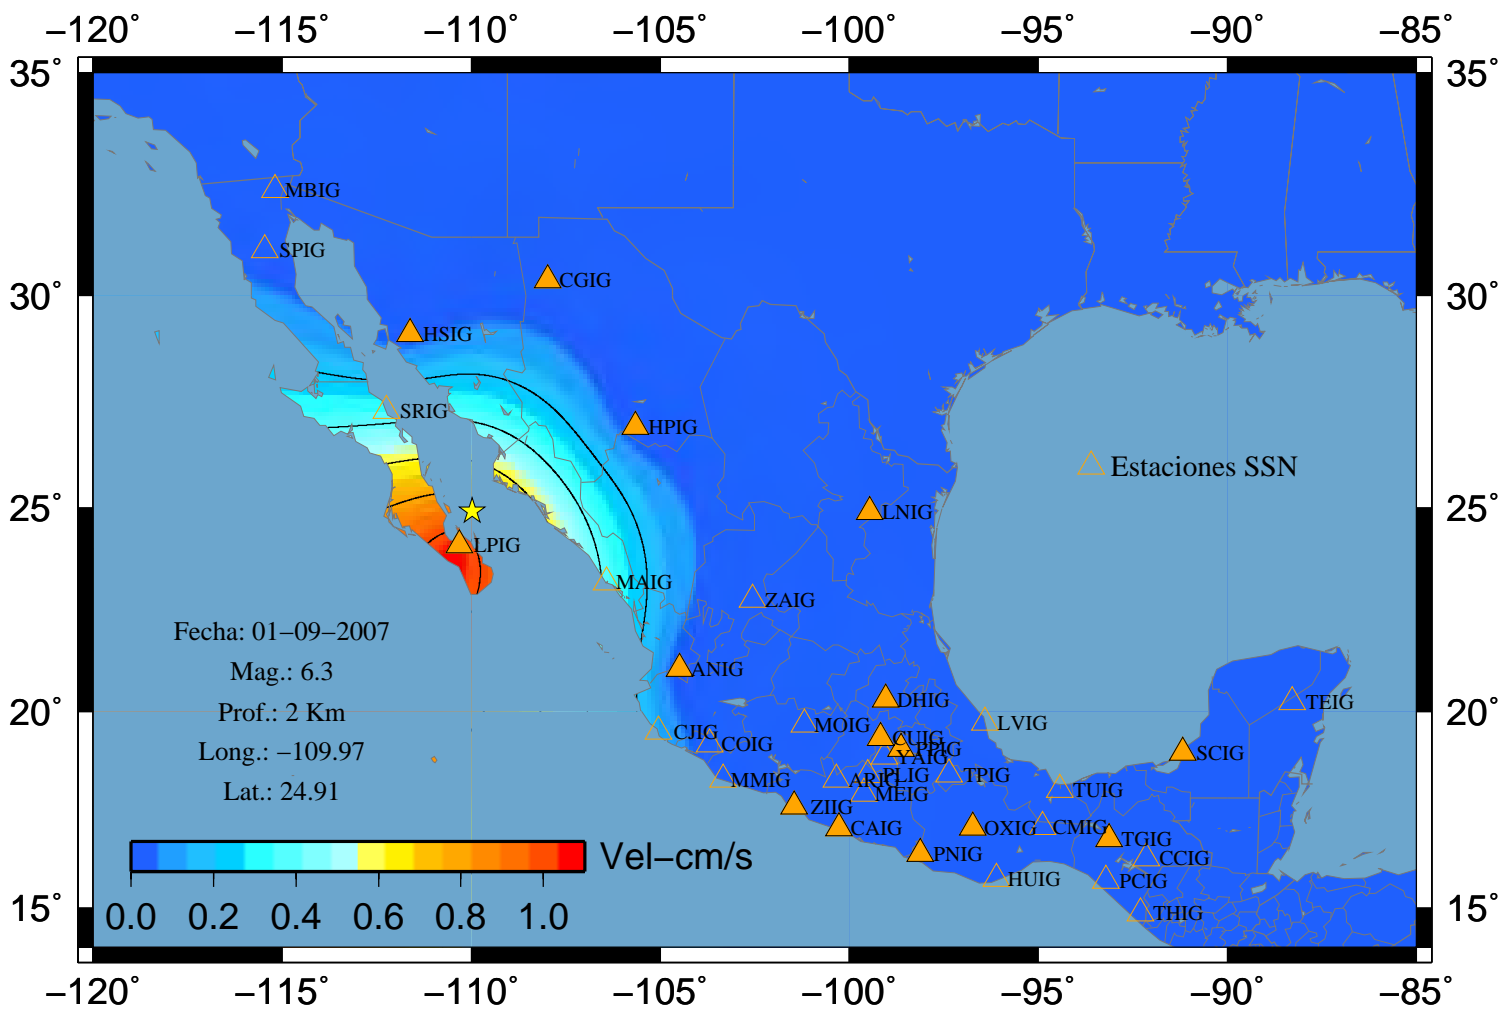 −120˚ −115˚ −110˚ −105˚ −100˚ −95˚ −90˚ −85˚
35˚ 35˚
MBIG
SPIG
CGIG
30˚ 30˚
HSIG
SRIG
HPIG
Estaciones SSN
25˚ 25˚
LNIG
LPIG
MAIG
ZAIG
Fecha: 01−09−2007
Mag.: 6.3
ANIG
DHIG
TEIG
Prof.: 2 Km
20˚ 20˚
MOIG
LVIG
CJIG
COIG
CUIG
PPIG
YAIG
SCIG
Long.: −109.97
MMIG
ARIG
PLIG
TPIG
Lat.: 24.91
MEIG
TUIG
ZIIG
CAIG
OXIG
CMIG
TGIG
Vel−cm/s
PNIG
CCIG
HUIG
PCIG
0.0 0.2 0.4 0.6 0.8 1.0
15˚ 15˚
THIG
−120˚ −115˚ −110˚ −105˚ −100˚ −95˚ −90˚ −85˚